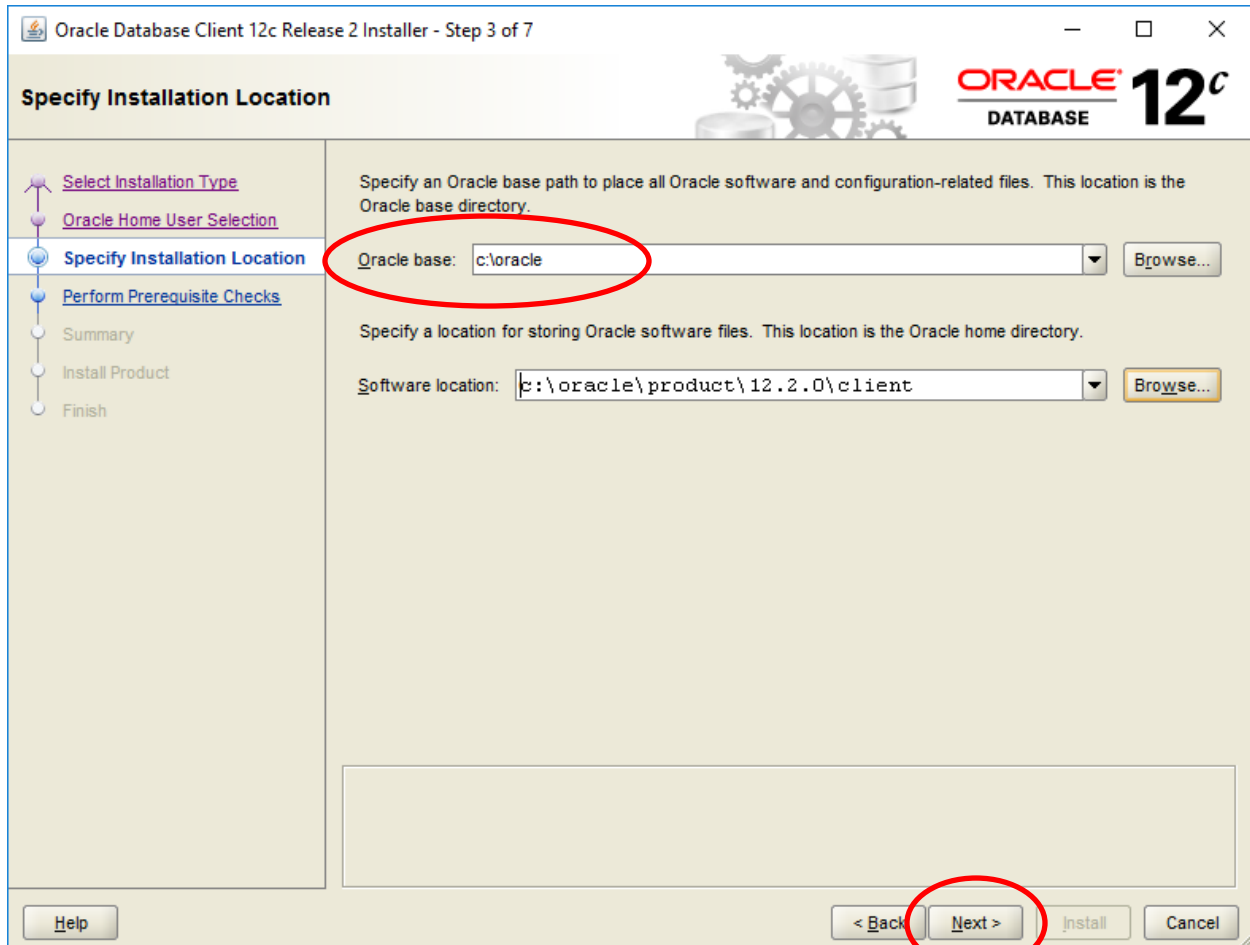 Oracle Database Client 12c Release 2 Installer - Step 3 of 7
Specify Installation Location
ORACLE
DATABASE
12c
Select Installation Type
Oracle Home User Selection
Specify Installation Location
Perform Prerequisite Checks
Summary
Install Product
Finish
Specify an Oracle base path to place all Oracle software and configuration-related files. This location is the
Oracle base directory.
Oracle base: c:\oracle Browse...
Specify a location for storing Oracle software files. This location is the Oracle home directory.
Software location: c:\oracle\product\12.2.0\client Browse...
Help < Back Next > Install Cancel